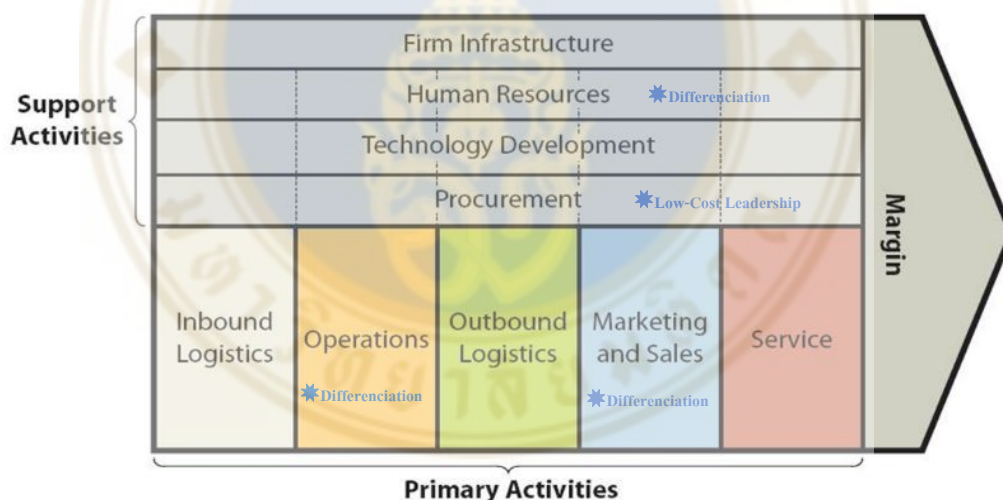 Support
Activities
Firm Infrastructure
Human Resources
Differenciation
Technology Development
Procurement
Low-Cost Leadership
Inbound
Logistics
Operations
Differenciation
Outbound
Logistics
Marketing
and Sales
Differenciation
Service
Margin
Primary Activities